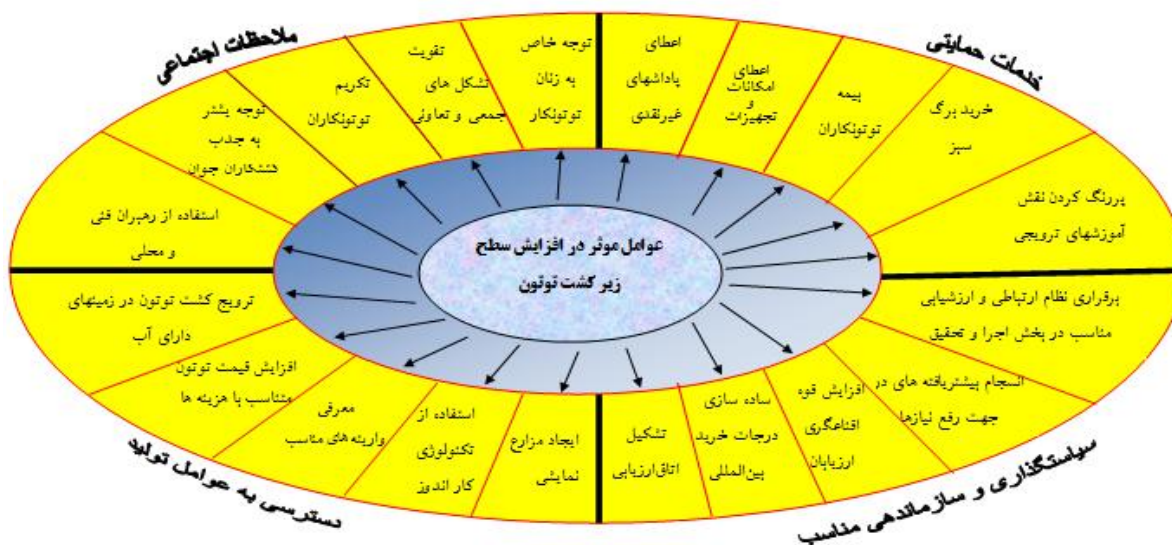 عوامل موثر در افزایش سطح
زیر کشت توتون
خدمات حمایتی
اعطای
پاداشهای
غیرنقدی
اعطای
امکانات
و
تجهیزات
بیمه
توتونکاران
خرید برگ
سبز
پررنگ کردن نقش
آموزشهای ترویجی
سیاستگذاری و سازماندهی مناسب
برقراری نظام ارتباطی و ارزشیابی
مناسب در بخش اجرا و تحقیق
انسجام بیشتریافته های در
جهت رفع نیازها
افزایش قوه
اقناعگری
ارزیابان
ساده سازی
درجات خرید
بین‌المللی
تشکیل
اتاق‌ارزیابی
دسترسی به عوامل تولید
ایجاد مزارع
نمایشی
استفاده از
تکنولوژی
کار اندوز
معرفی
واریته های مناسب
افزایش قیمت توتون
متناسب با هزینه ها
ترویج کشت توتون در زمینهای
دارای آب
ملاحظات اجتماعی
استفاده از رهبران فنی
و محلی
توجه بشتر
به جذب
کشتکاران جوان
تکریم
توتونکاران
تقویت
تشکل های
جمعی و تعاونی
توجه خاص
به زنان
توتونکار